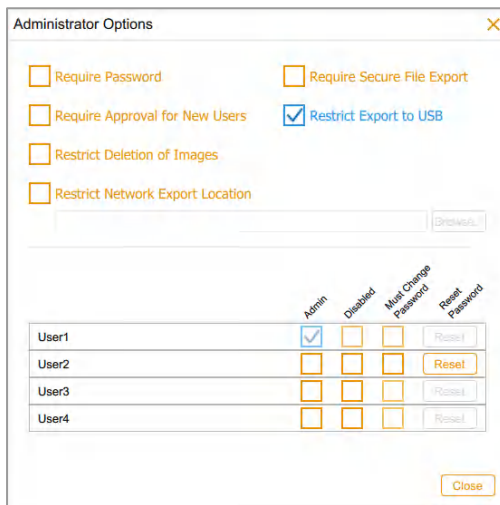 Administrator Options
Require Password
Require Secure File Export
Require Approval for New Users
Restrict Export to USB
Restrict Deletion of Images
Restrict Network Export Location
Browse...
Admin
Disabled
Must Change
Password
Reset
Password
User1
Reset
User2
Reset
User3
Reset
User4
Reset
Close